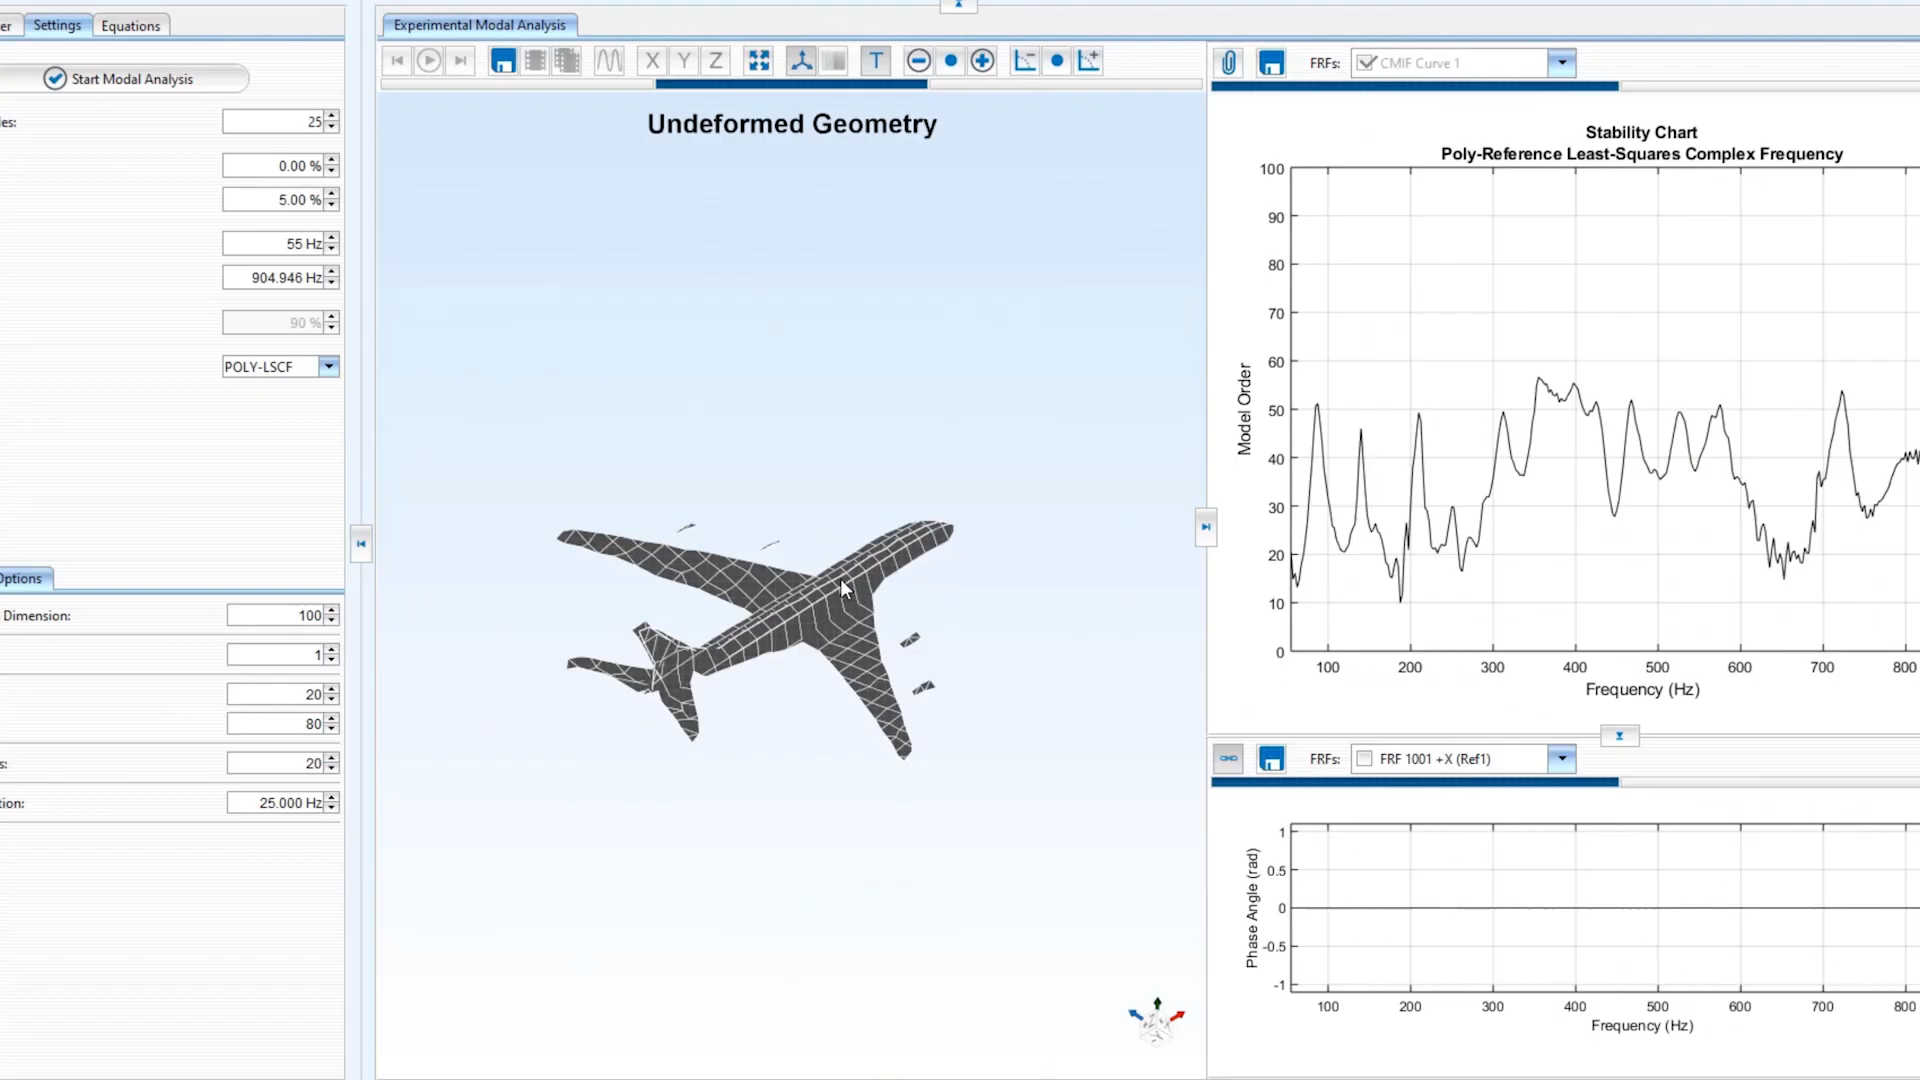 er Settings Equations
Start Modal Analysis
les: 25
0.00 %
5.00 %
55 Hz
904.946 Hz
90 %
POLY-LSCF
Options
Dimension: 100
1
20
80
s: 20
tion: 25.000 Hz
Experimental Modal Analysis
X Y Z T
Undeformed Geometry
FRFs: CMIF Curve 1
Stability Chart
Poly-Reference Least-Squares Complex Frequency
Model Order
100
90
80
70
60
50
40
30
20
10
0
100 200 300 400 500 600 700 800
Frequency (Hz)
FRFs: FRF 1001 +X (Ref1)
Phase Angle (rad)
1
0.5
0
-0.5
-1
100 200 300 400 500 600 700 800
Frequency (Hz)